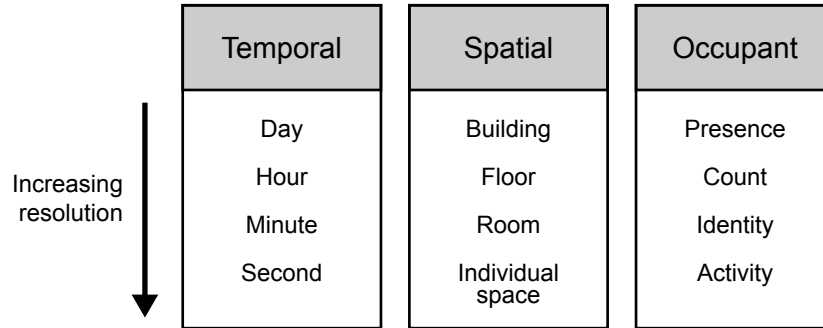 Temporal
Spatial
Occupant
Increasing
resolution
Day
Hour
Minute
Second
Building
Floor
Room
Individual
space
Presence
Count
Identity
Activity